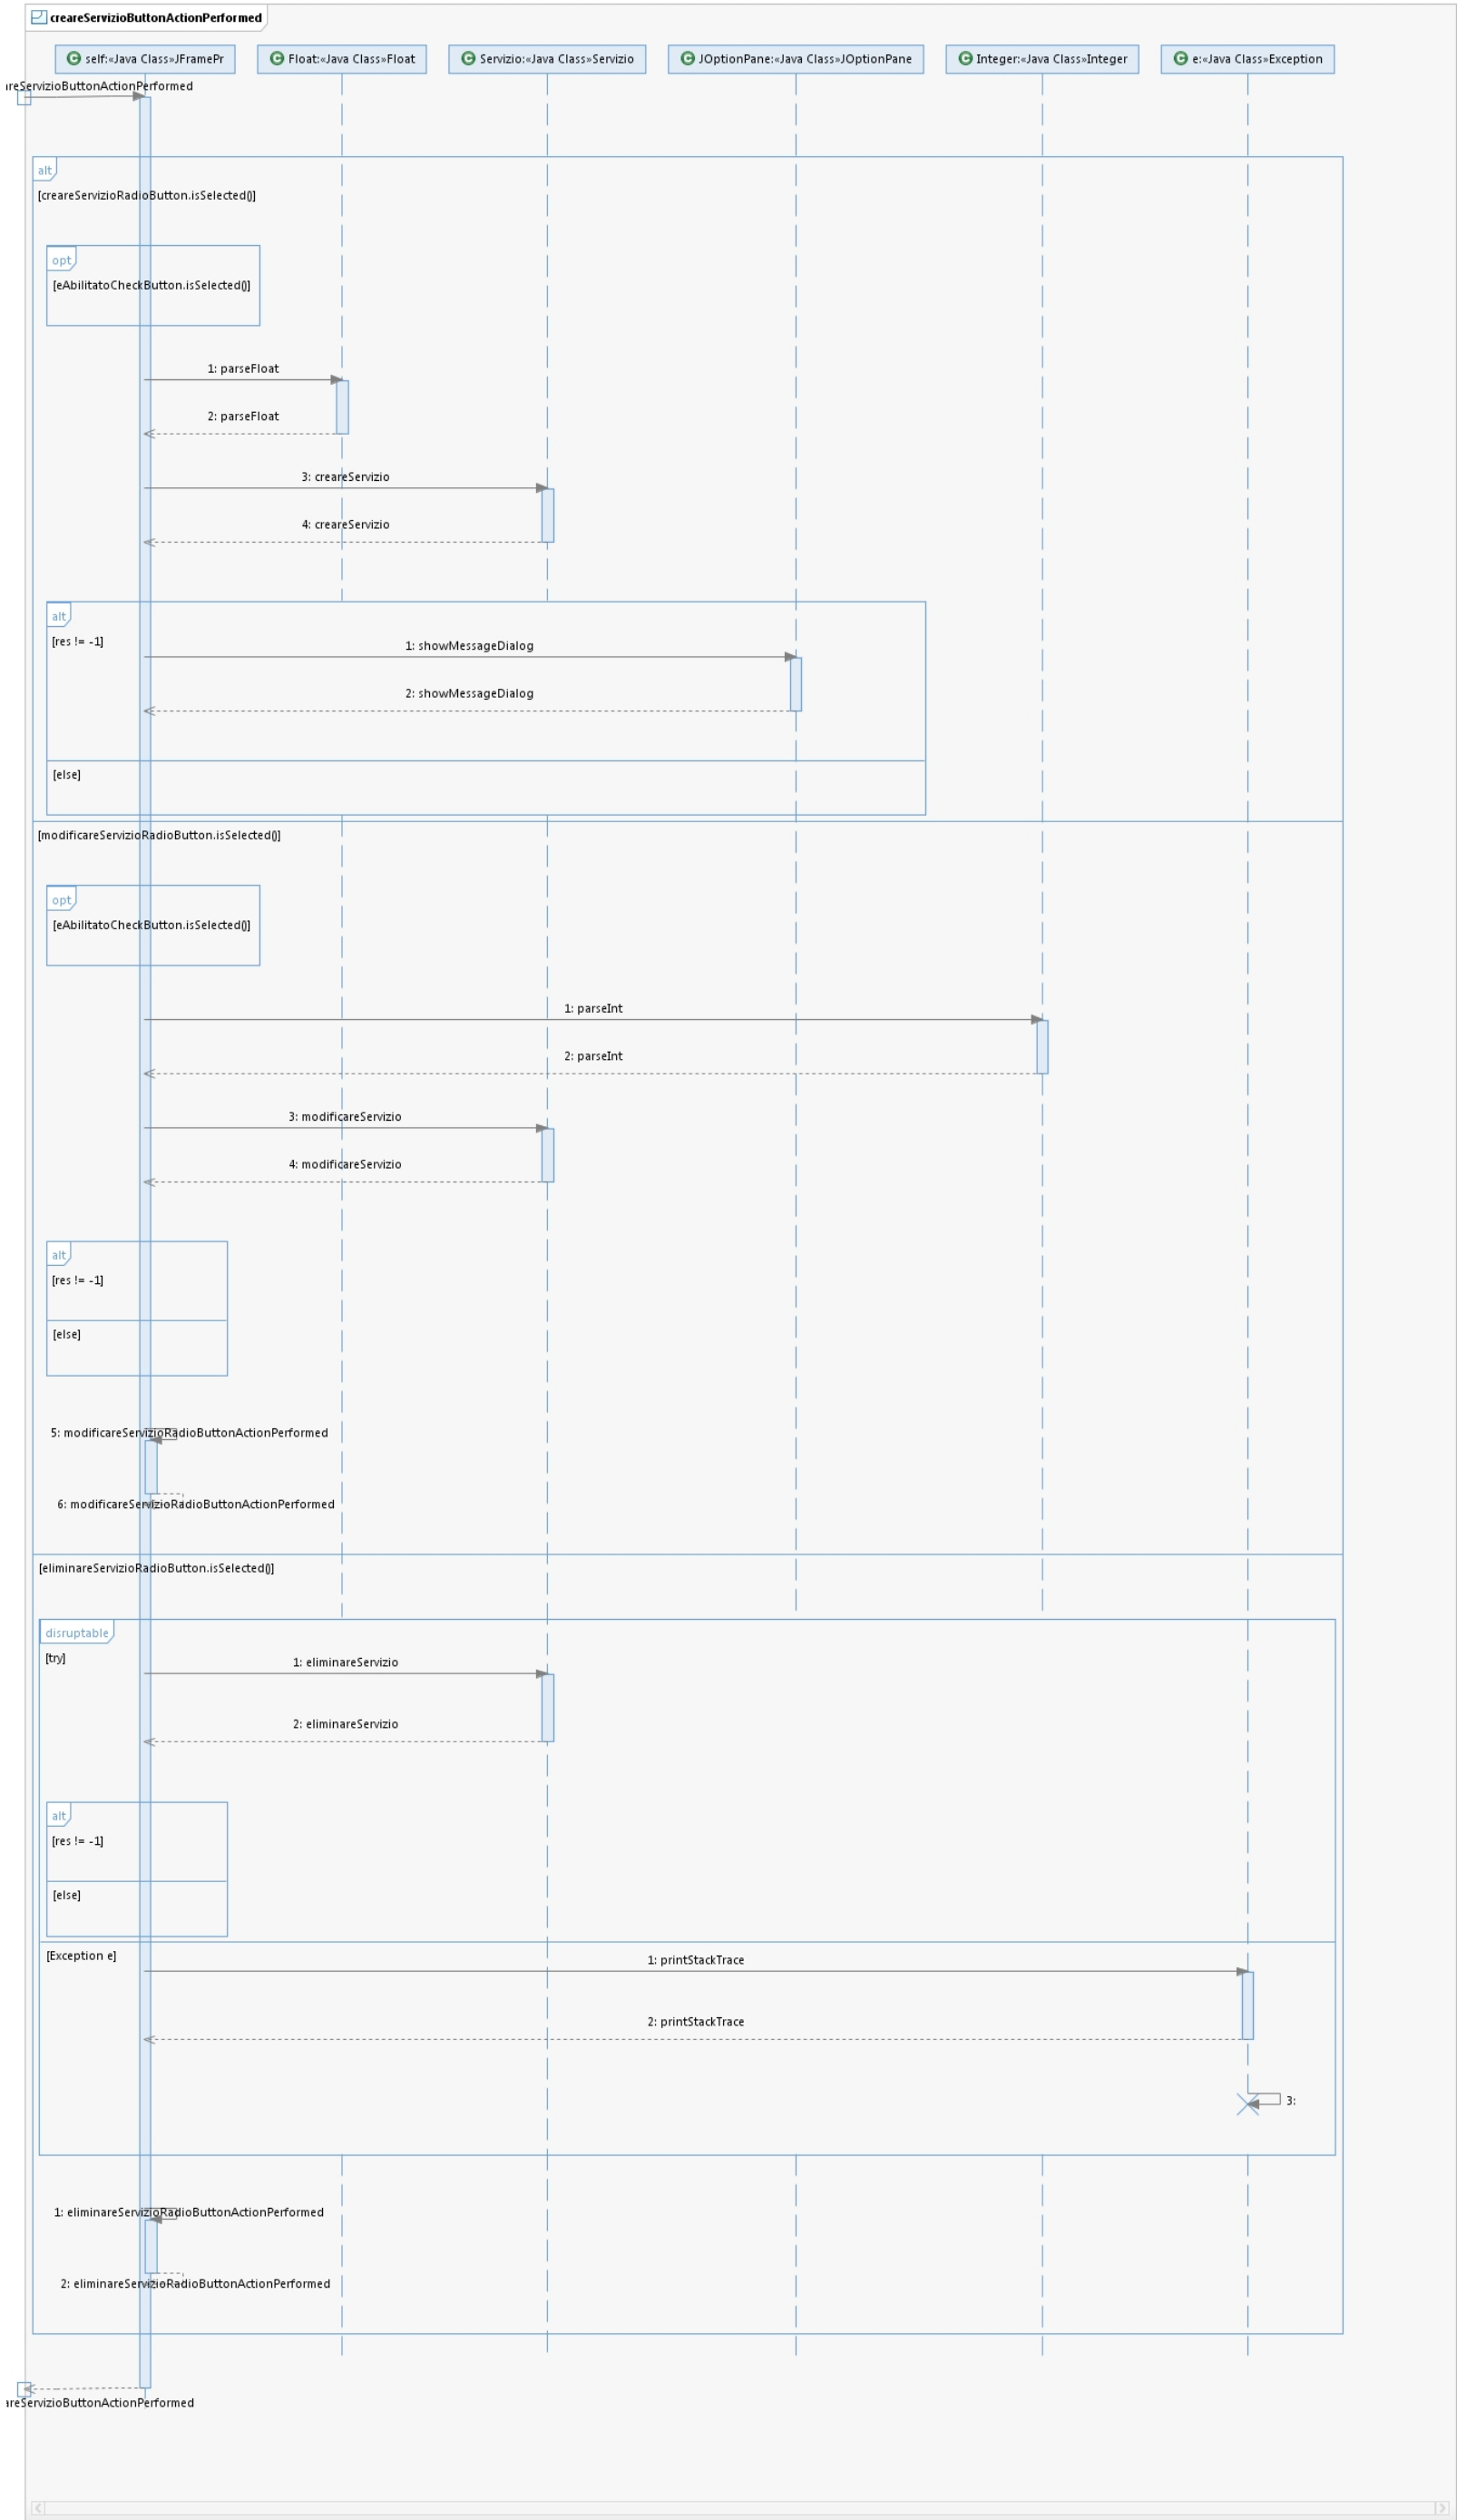 creareServizioButtonActionPerformed
self:«Java Class»JFramePr
Float:«Java Class»Float
Servizio:«Java Class»Servizio
JOptionPane:«Java Class»JOptionPane
Integer:«Java Class»Integer
e:«Java Class»Exception
areServizioButtonActionPerformed
alt
[creareServizioRadioButton.isSelected()]
opt
[eAbilitatoCheckButton.isSelected()]
1: parseFloat
2: parseFloat
3: creareServizio
4: creareServizio
alt
[res != -1]
1: showMessageDialog
2: showMessageDialog
[else]
[modificareServizioRadioButton.isSelected()]
opt
[eAbilitatoCheckButton.isSelected()]
1: parseInt
2: parseInt
3: modificareServizio
4: modificareServizio
alt
[res != -1]
[else]
5: modificareServizioRadioButtonActionPerformed
6: modificareServizioRadioButtonActionPerformed
[eliminareServizioRadioButton.isSelected()]
disruptable
[try]
1: eliminareServizio
2: eliminareServizio
alt
[res != -1]
[else]
[Exception e]
1: printStackTrace
2: printStackTrace
3:
1: eliminareServizioRadioButtonActionPerformed
2: eliminareServizioRadioButtonActionPerformed
areServizioButtonActionPerformed